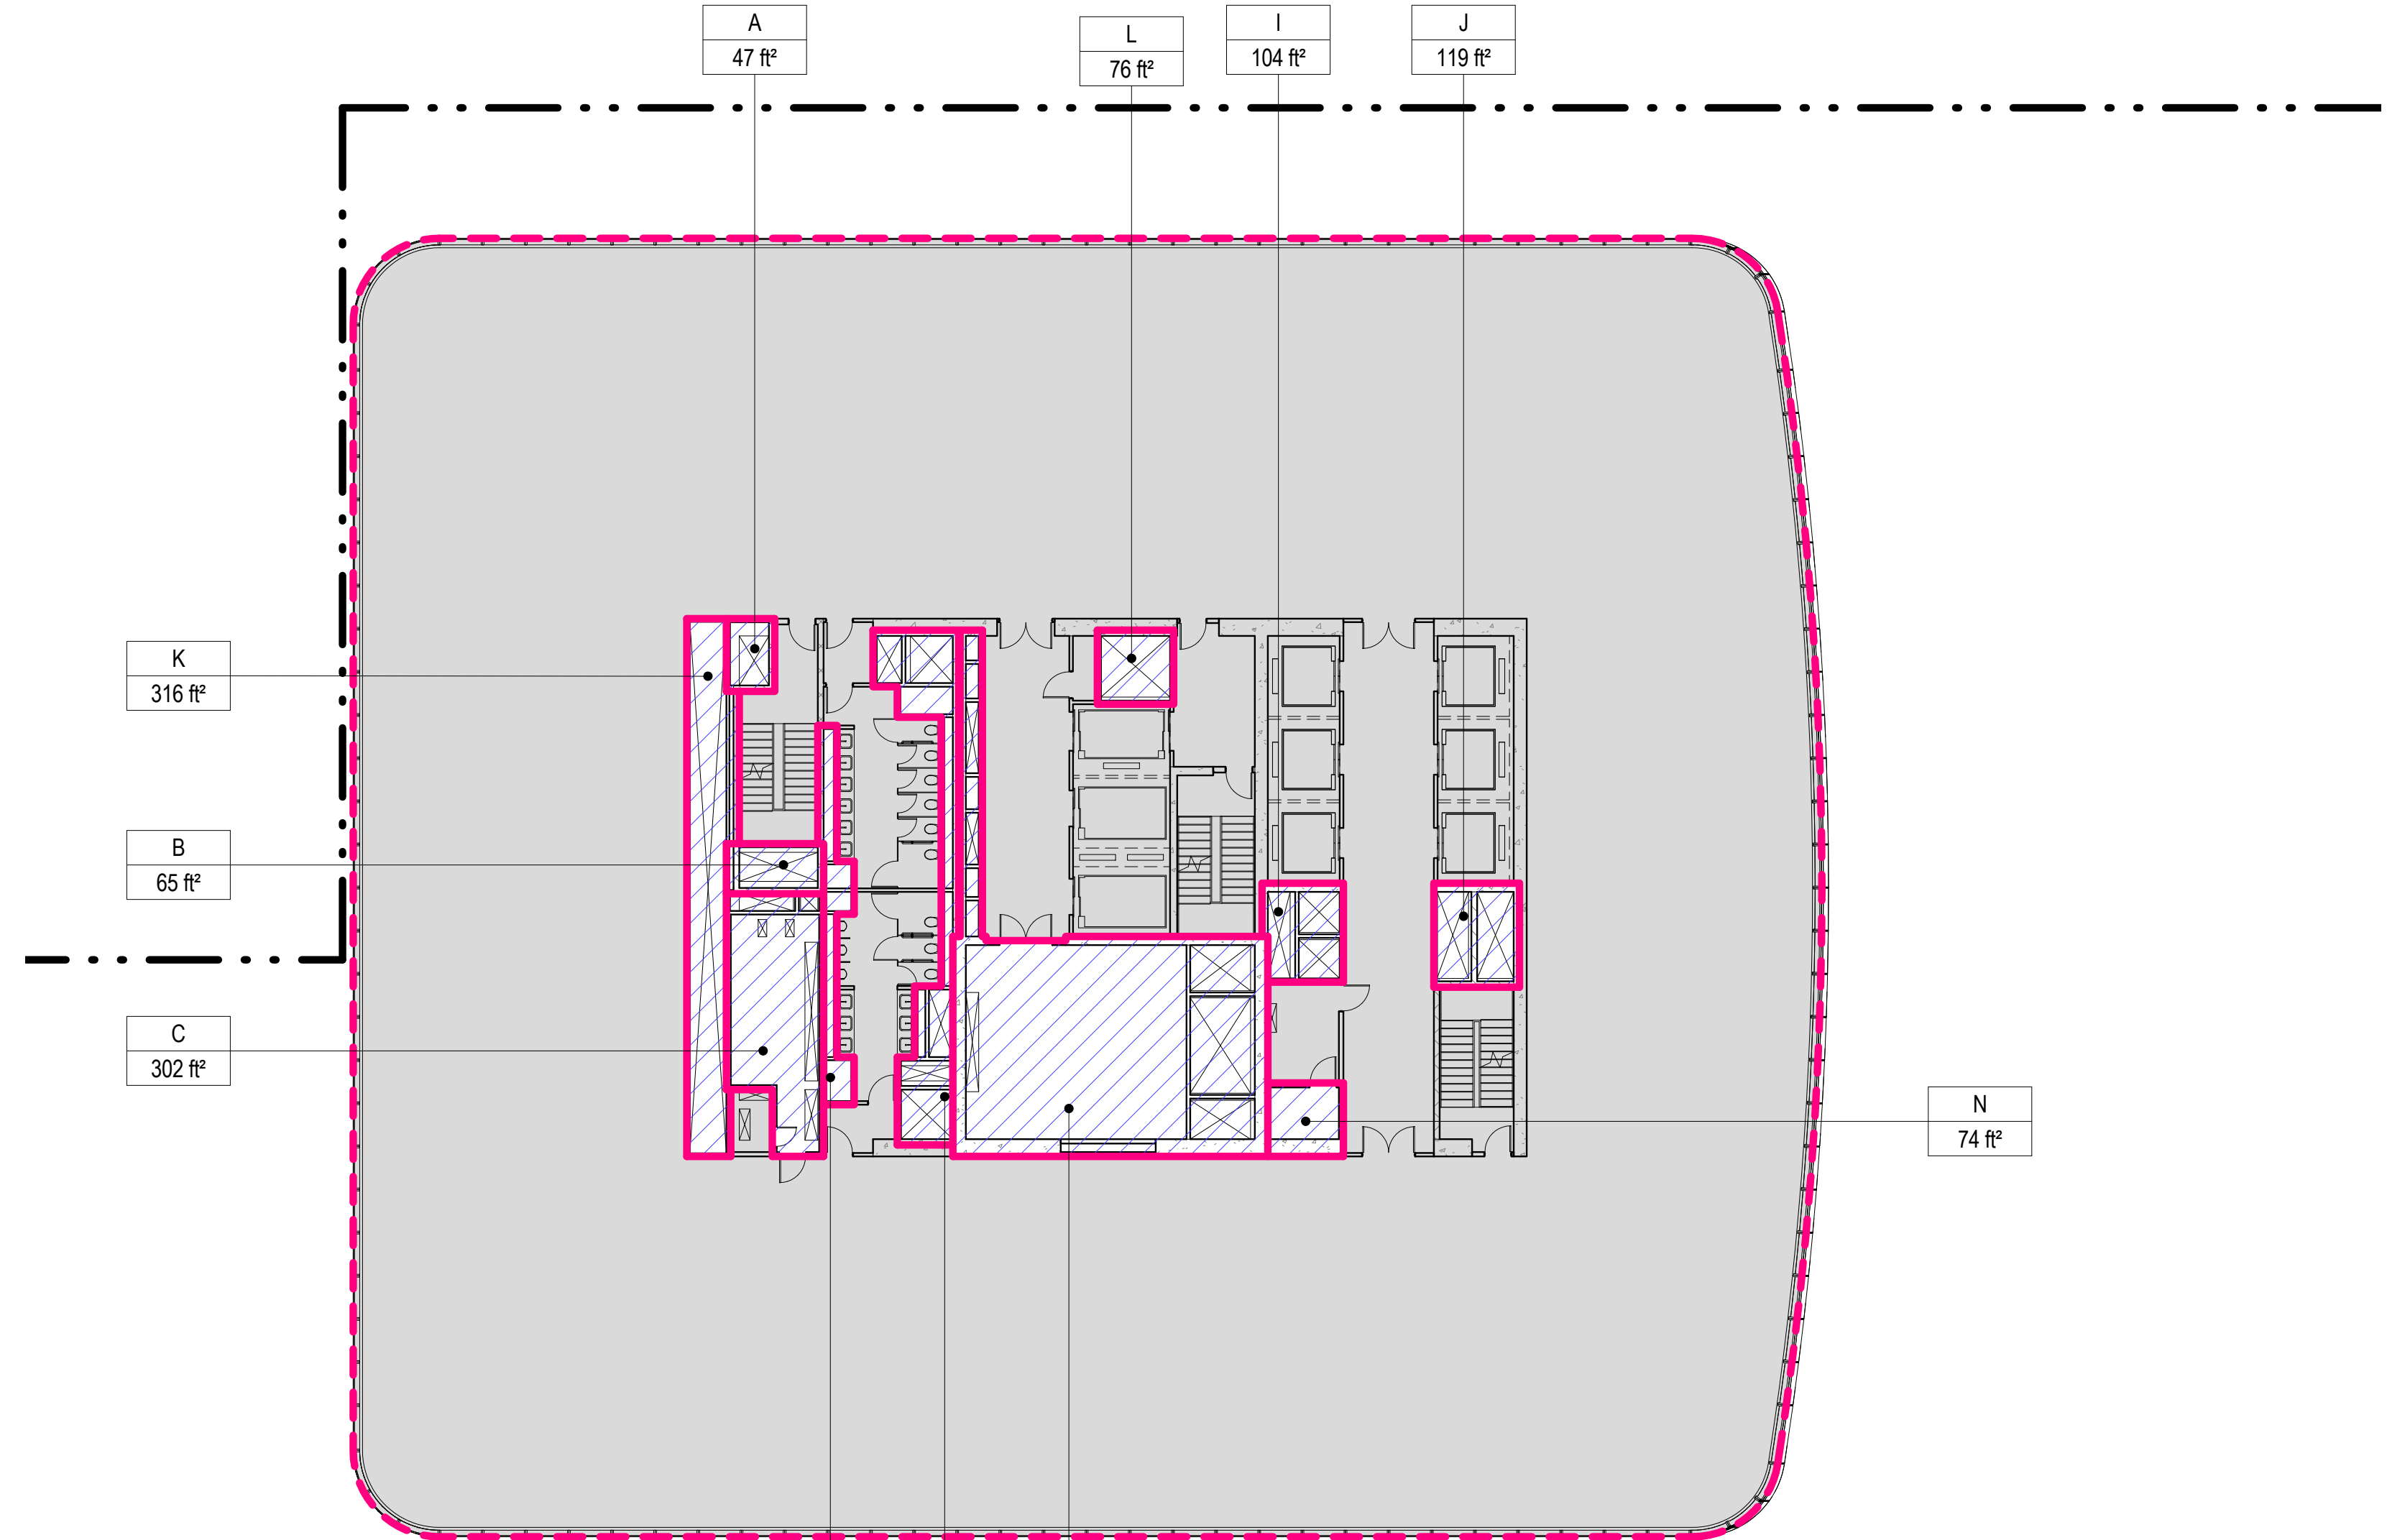 A
47 ft²
L
76 ft²
I
104 ft²
J
119 ft²
K
316 ft²
B
65 ft²
C
302 ft²
N
74 ft²